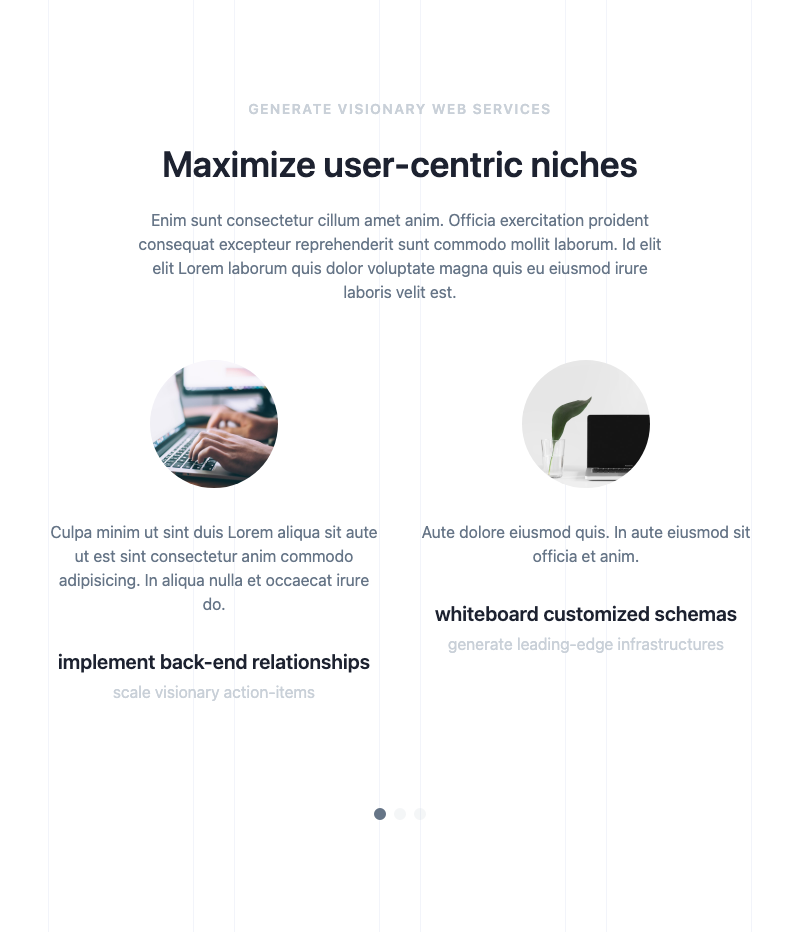 GENERATE VISIONARY WEB SERVICES
Maximize user-centric niches
Enim sunt consectetur cillum amet anim. Officia exercitation proident
consequat excepteur reprehenderit sunt commodo mollit laborum. Id elit
elit Lorem laborum quis dolor voluptate magna quis eu eiusmod irure
laboris velit est.
Culpa minim ut sint duis Lorem aliqua sit aute
ut est sint consectetur anim commodo
adipisicing. In aliqua nulla et occaecat irure
do.
implement back-end relationships
scale visionary action-items
Aute dolore eiusmod quis. In aute eiusmod sit
officia et anim.
whiteboard customized schemas
generate leading-edge infrastructures